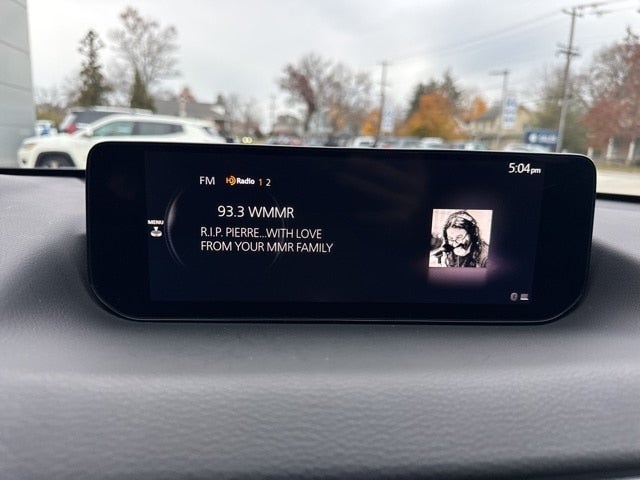 5:04pm
FM HD Radio 1 2
93.3 WMMR
MENU
R.I.P. PIERRE...WITH LOVE
FROM YOUR MMR FAMILY